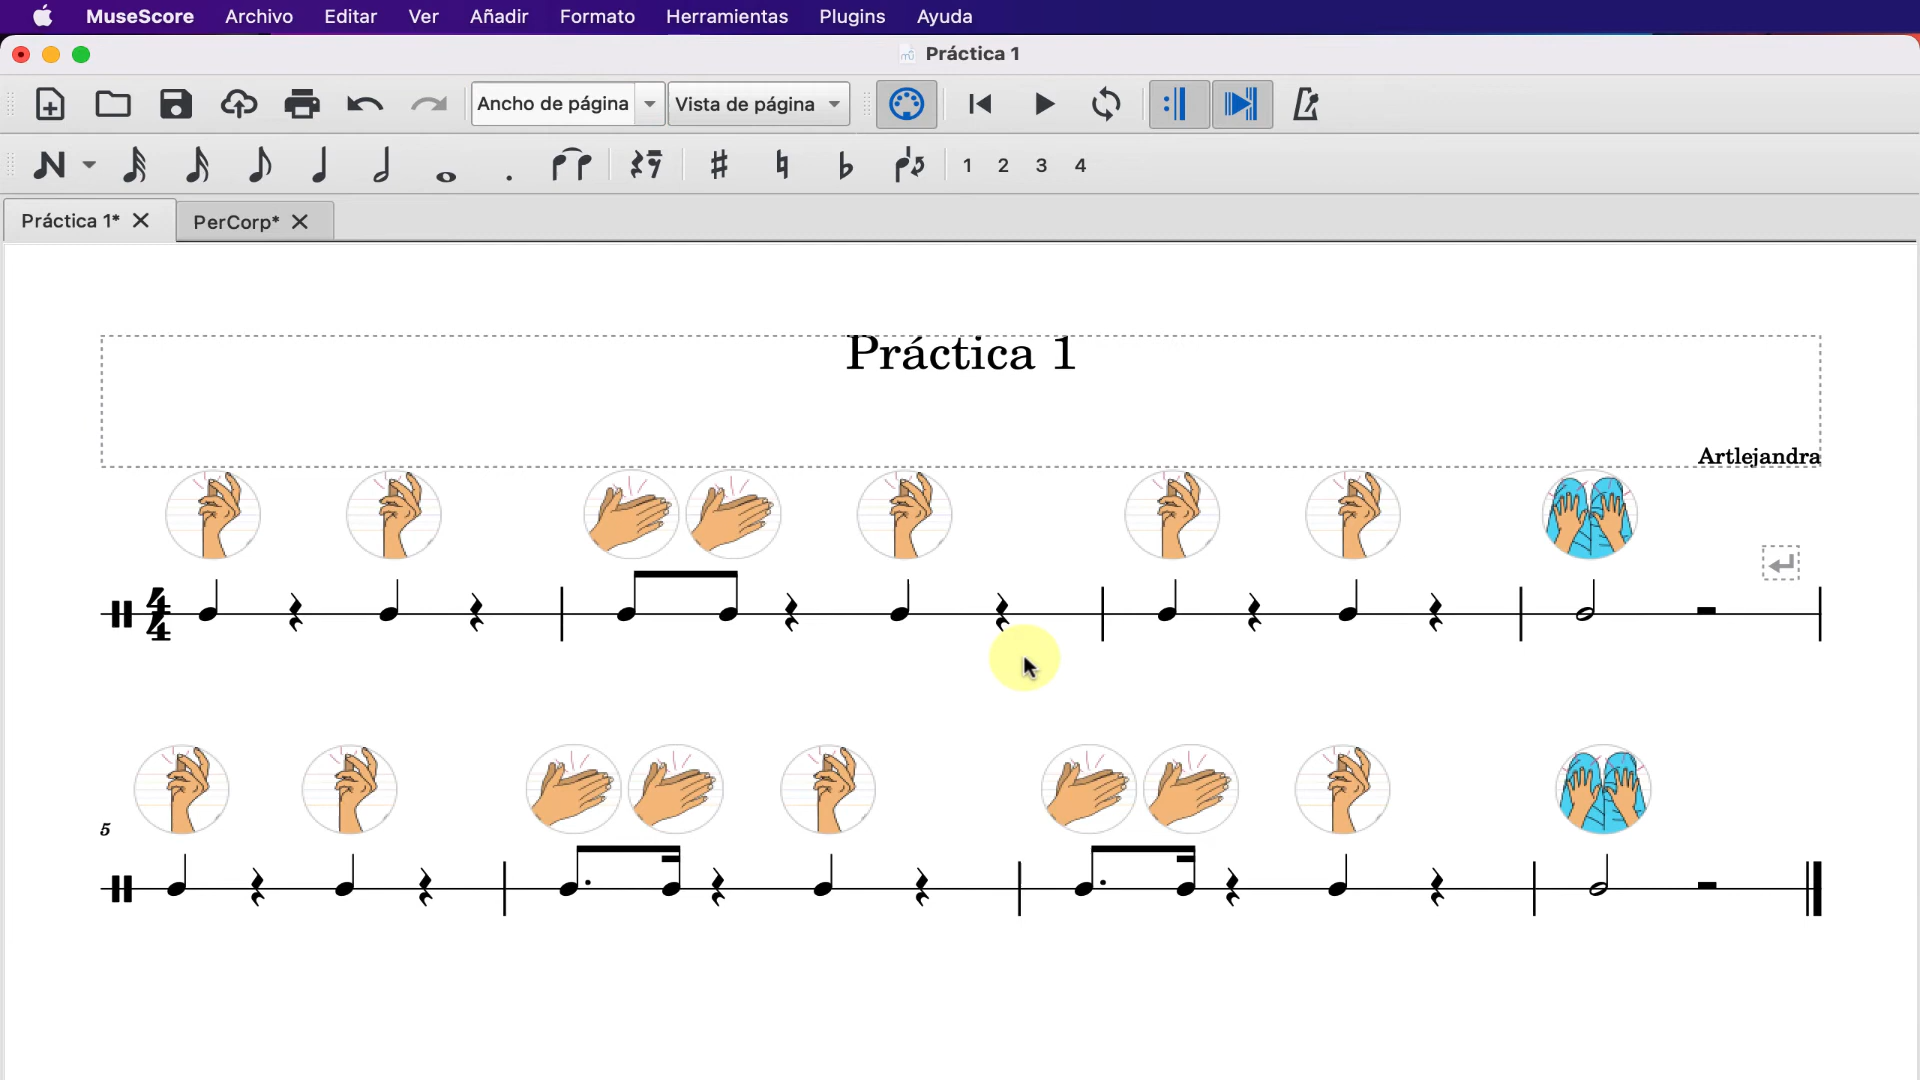 MuseScore Archivo Editar Ver Añadir Formato Herramientas Plugins Ayuda
Práctica 1
Ancho de página Vista de página
1 2 3 4
Práctica 1* PerCorp*
Práctica 1
Artlejandra
4
4
5